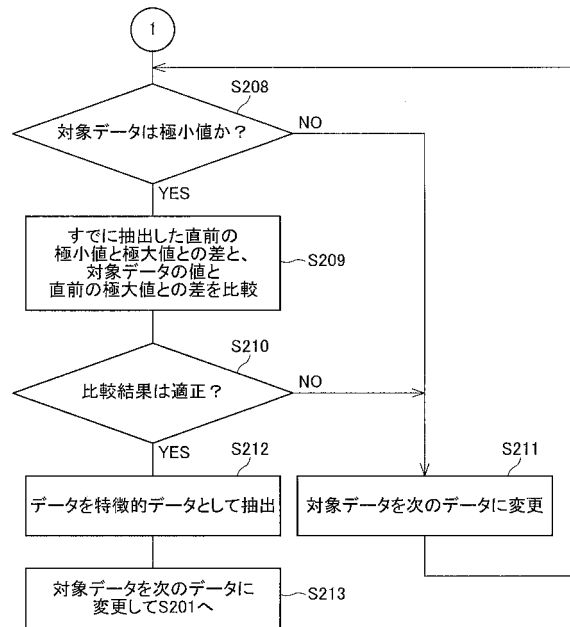 1
S208
対象データは極小値か?
NO
YES
すでに抽出した直前の
極小値と極大値との差と、
対象データの値と
直前の極大値との差を比較
S209
S210
比較結果は適正?
NO
YES
S212
データを特徴的データとして抽出
S211
対象データを次のデータに変更
対象データを次のデータに
変更してS201へ
S213